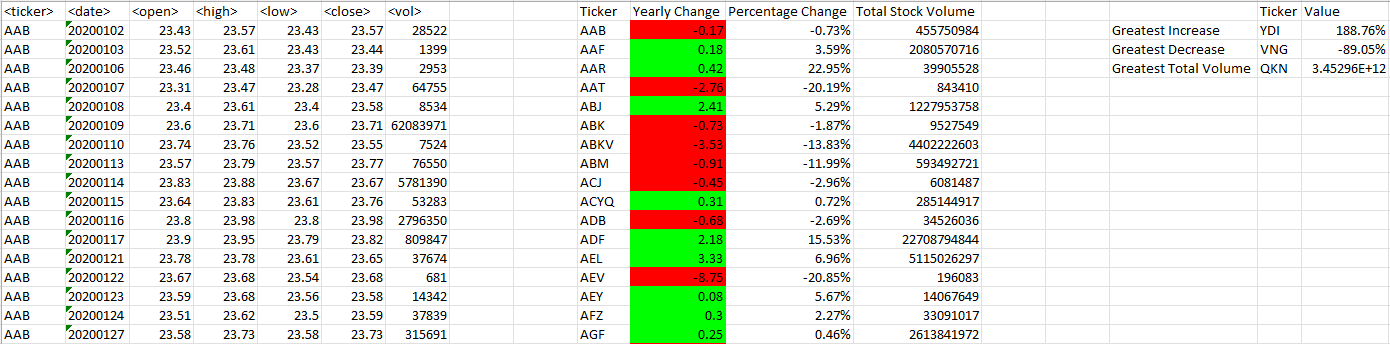 <ticker> <date> <open> <high> <low> <close> <vol> Ticker Yearly Change Percentage Change Total Stock Volume Ticker Value
AAB 20200102 23.43 23.57 23.43 23.57 28522 AAB -0.17 -0.73% 455750984 Greatest Increase YDI 188.76%
AAB 20200103 23.52 23.61 23.43 23.44 1399 AAF 0.18 3.59% 2080570716 Greatest Decrease VNG -89.05%
AAB 20200106 23.46 23.48 23.37 23.39 2953 AAR 0.42 22.95% 39905528 Greatest Total Volume QKN 3.45296E+12
AAB 20200107 23.31 23.47 23.28 23.47 64755 AAT -2.76 -20.19% 843410
AAB 20200108 23.4 23.61 23.4 23.58 8534 ABJ 2.41 5.29% 1227953758
AAB 20200109 23.6 23.71 23.6 23.71 62083971 ABK -0.73 -1.87% 9527549
AAB 20200110 23.74 23.76 23.52 23.55 7524 ABKV -3.53 -13.83% 4402222603
AAB 20200113 23.57 23.79 23.57 23.77 76550 ABM -0.91 -11.99% 593492721
AAB 20200114 23.83 23.88 23.67 23.67 5781390 ACJ -0.45 -2.96% 6081487
AAB 20200115 23.64 23.83 23.61 23.76 53283 ACYQ 0.31 0.72% 285144917
AAB 20200116 23.8 23.98 23.8 23.98 2796350 ADB -0.68 -2.69% 34526036
AAB 20200117 23.9 23.95 23.79 23.82 809847 ADF 2.18 15.53% 22708794844
AAB 20200121 23.78 23.78 23.61 23.65 37674 AEL 3.33 6.96% 5115026297
AAB 20200122 23.67 23.68 23.54 23.68 681 AEV -8.75 -20.85% 196083
AAB 20200123 23.59 23.68 23.56 23.58 14342 AEY 0.08 5.67% 14067649
AAB 20200124 23.51 23.62 23.5 23.59 37839 AFZ 0.3 2.27% 33091017
AAB 20200127 23.58 23.73 23.58 23.73 315691 AGF 0.25 0.46% 2613841972